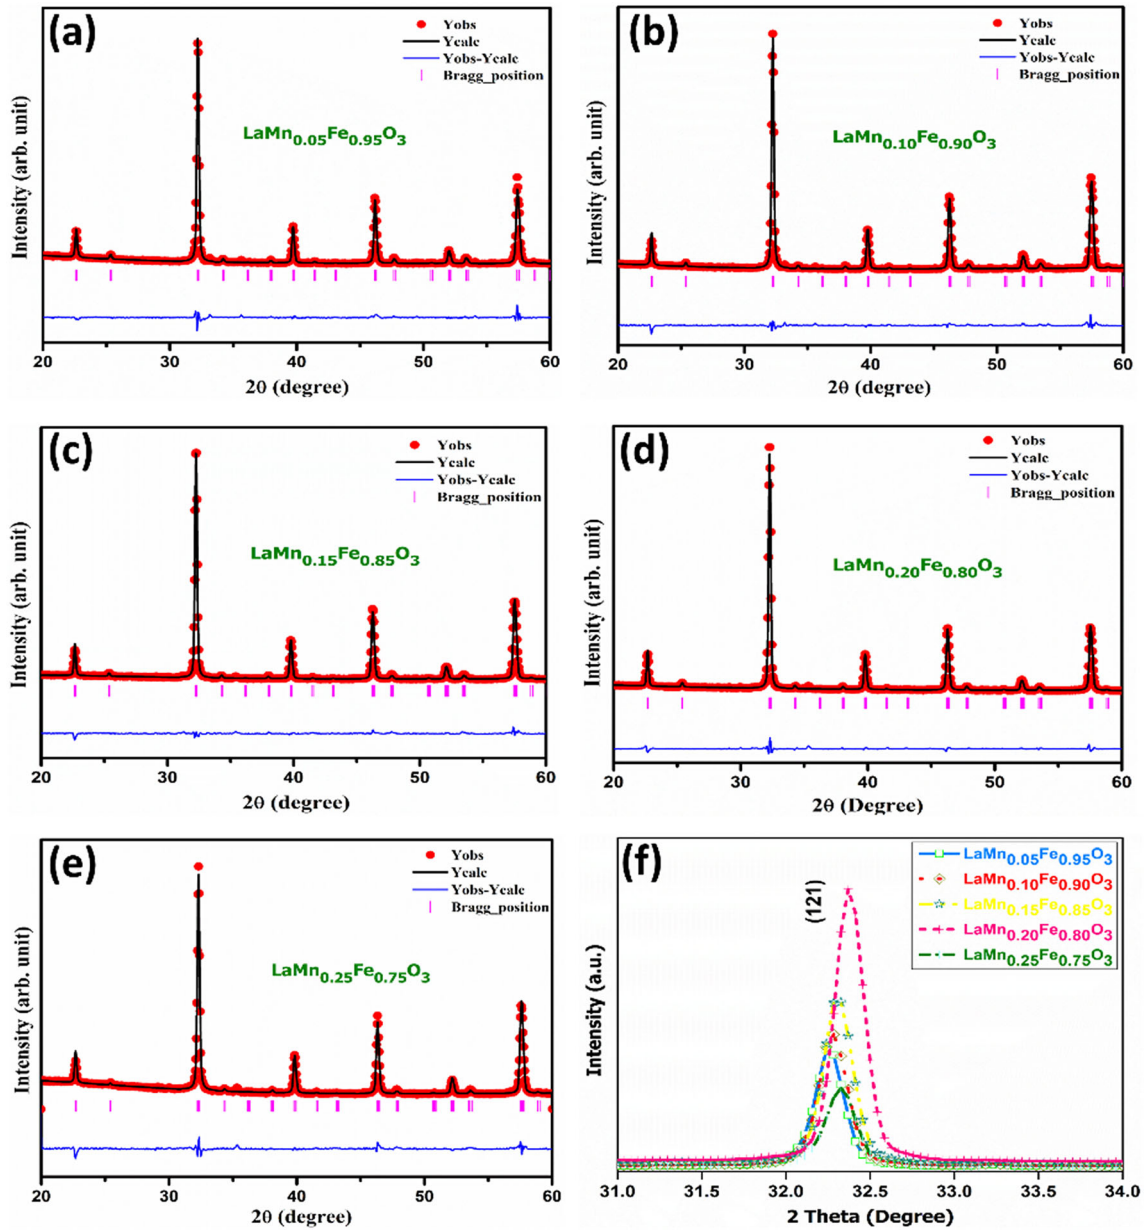 (a)
Yobs
Ycalc
Yobs-Ycalc
Bragg_position
LaMn0.05Fe0.95O3
Intensity (arb. unit)
20 30 40 50 60
2θ (degree)
(b)
Yobs
Ycalc
Yobs-Ycalc
Bragg_position
LaMn0.10Fe0.90O3
Intensity (arb. unit)
20 30 40 50 60
2θ (degree)
(c)
Yobs
Ycalc
Yobs-Ycalc
Bragg_position
LaMn0.15Fe0.85O3
Intensity (arb. unit)
20 30 40 50 60
2θ (degree)
(d)
Yobs
Ycalc
Yobs-Ycalc
Bragg_position
LaMn0.20Fe0.80O3
Intensity (arb. unit)
20 30 40 50 60
2θ (Degree)
(e)
Yobs
Ycalc
Yobs-Ycalc
Bragg_position
LaMn0.25Fe0.75O3
Intensity (arb. unit)
20 30 40 50 60
2θ (degree)
(f)
LaMn0.05Fe0.95O3
LaMn0.10Fe0.90O3
LaMn0.15Fe0.85O3
LaMn0.20Fe0.80O3
LaMn0.25Fe0.75O3
(121)
Intensity (a.u.)
31.0 31.5 32.0 32.5 33.0 33.5 34.0
2 Theta (Degree)